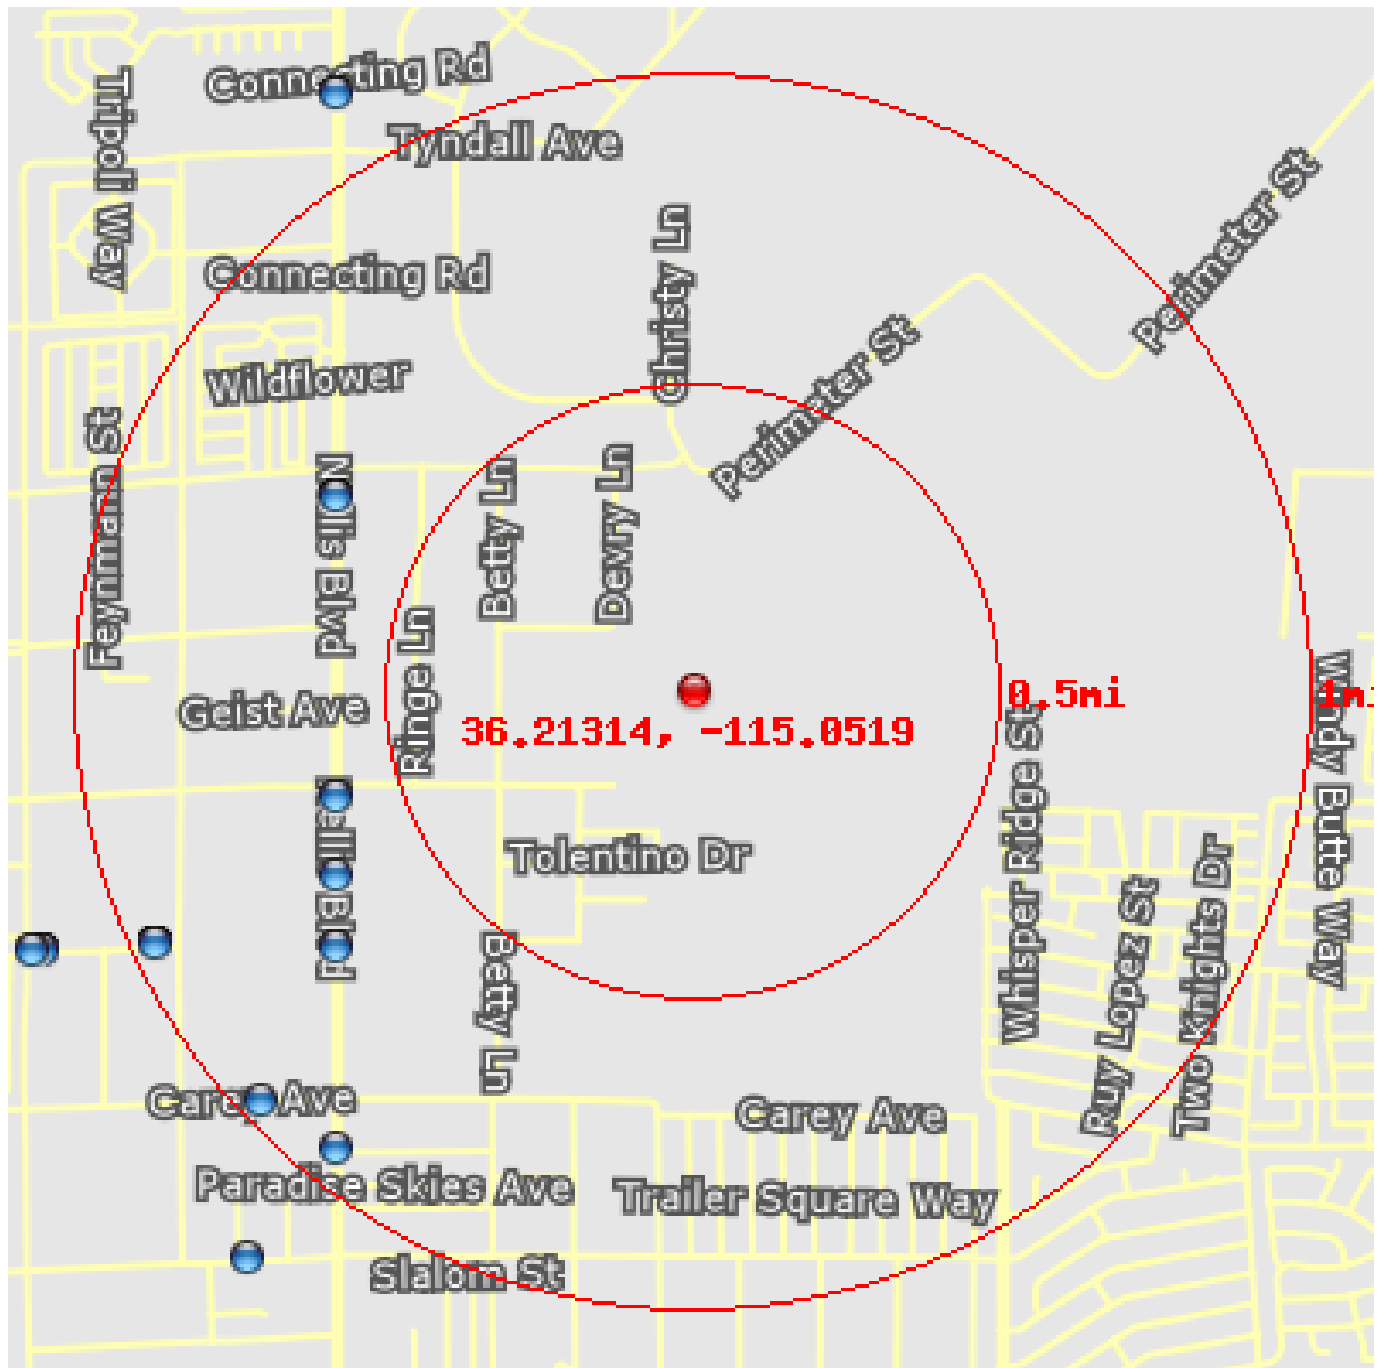 Connecting Rd
Tripoli Way
Tyndall Ave
Perimeter St
Connecting Rd
Christy Ln
Perimeter St
Wildflower
Feynmann St
Betty Ln
Devry Ln
Blvd
Ringe Ln
Geist Ave
0.5mi
36.21314, -115.0519
Whisper Ridge St
Windy Butte Way
Tolentino Dr
Ruy Lopez St
Two Knights Dr
Betty Ln
Carey Ave
Carey Ave
Paradise Skies Ave
Trailer Square Way
Slalom St